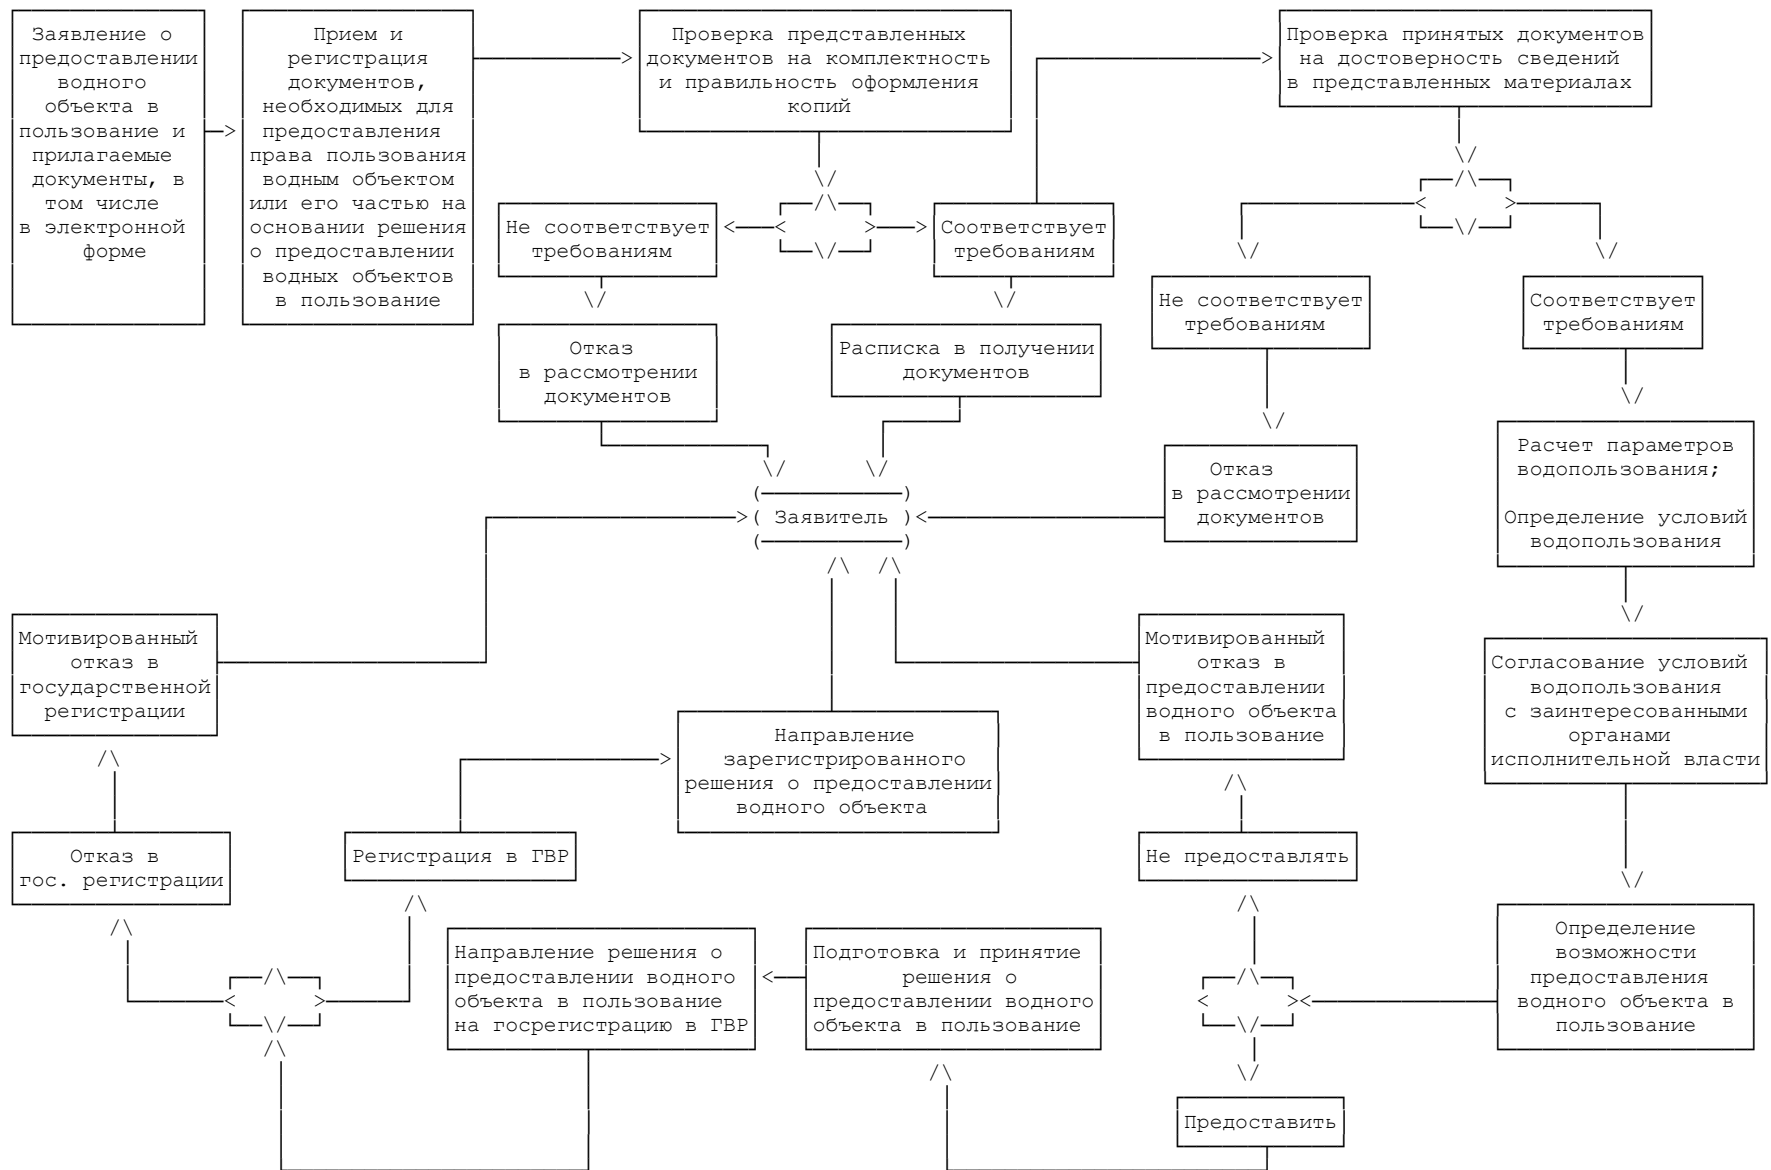 Заявление о
предоставлении
водного
объекта в
пользование и
прилагаемые
документы, в
том числе
в электронной
форме
Прием и
регистрация
документов,
необходимых для
предоставления
права пользования
водным объектом
или его частью на
основании решения
о предоставлении
водных объектов
в пользование
Проверка представленных
документов на комплектность
и правильность оформления
копий
Проверка принятых документов
на достоверность сведений
в представленных материалах
Не соответствует
требованиям
Соответствует
требованиям
Не соответствует
требованиям
Соответствует
требованиям
Отказ
в рассмотрении
документов
Расписка в получении
документов
Отказ
в рассмотрении
документов
Расчет параметров
водопользования;
Определение условий
водопользования
Заявитель
Мотивированный
отказ в
государственной
регистрации
Мотивированный
отказ в
предоставлении
водного объекта
в пользование
Согласование условий
водопользования
с заинтересованными
органами
исполнительной власти
Направление
зарегистрированного
решения о предоставлении
водного объекта
Отказ в
гос. регистрации
Регистрация в ГВР
Не предоставлять
Направление решения о
предоставлении водного
объекта в пользование
на госрегистрацию в ГВР
Подготовка и принятие
решения о
предоставлении водного
объекта в пользование
Определение
возможности
предоставления
водного объекта в
пользование
Предоставить